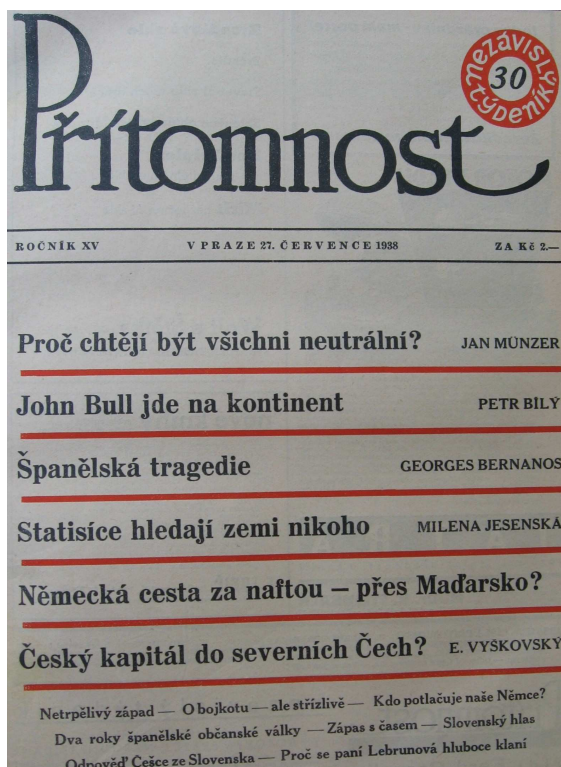 Přítomnost
nezávislý
30
týdeník
ROČNÍK XV V PRAZE 27. ČERVENCE 1938 ZA Kč 2.—
Proč chtějí být všichni neutrální? JAN MÜNZER
John Bull jde na kontinent PETR BÍLÝ
Španělská tragedie GEORGES BERNANOS
Statisíce hledají zemi nikoho MILENA JESENSKÁ
Německá cesta za naftou – přes Maďarsko?
Český kapitál do severních Čech? E. VYŠKOVSKÝ
Netrpělivý západ — O bojkotu — ale střízlivě — Kdo potlačuje naše Němce?
Dva roky španělské občanské války — Zápas s časem — Slovenský hlas
Odpověď Češce ze Slovenska — Proč se paní Lebrunová hluboce klaní